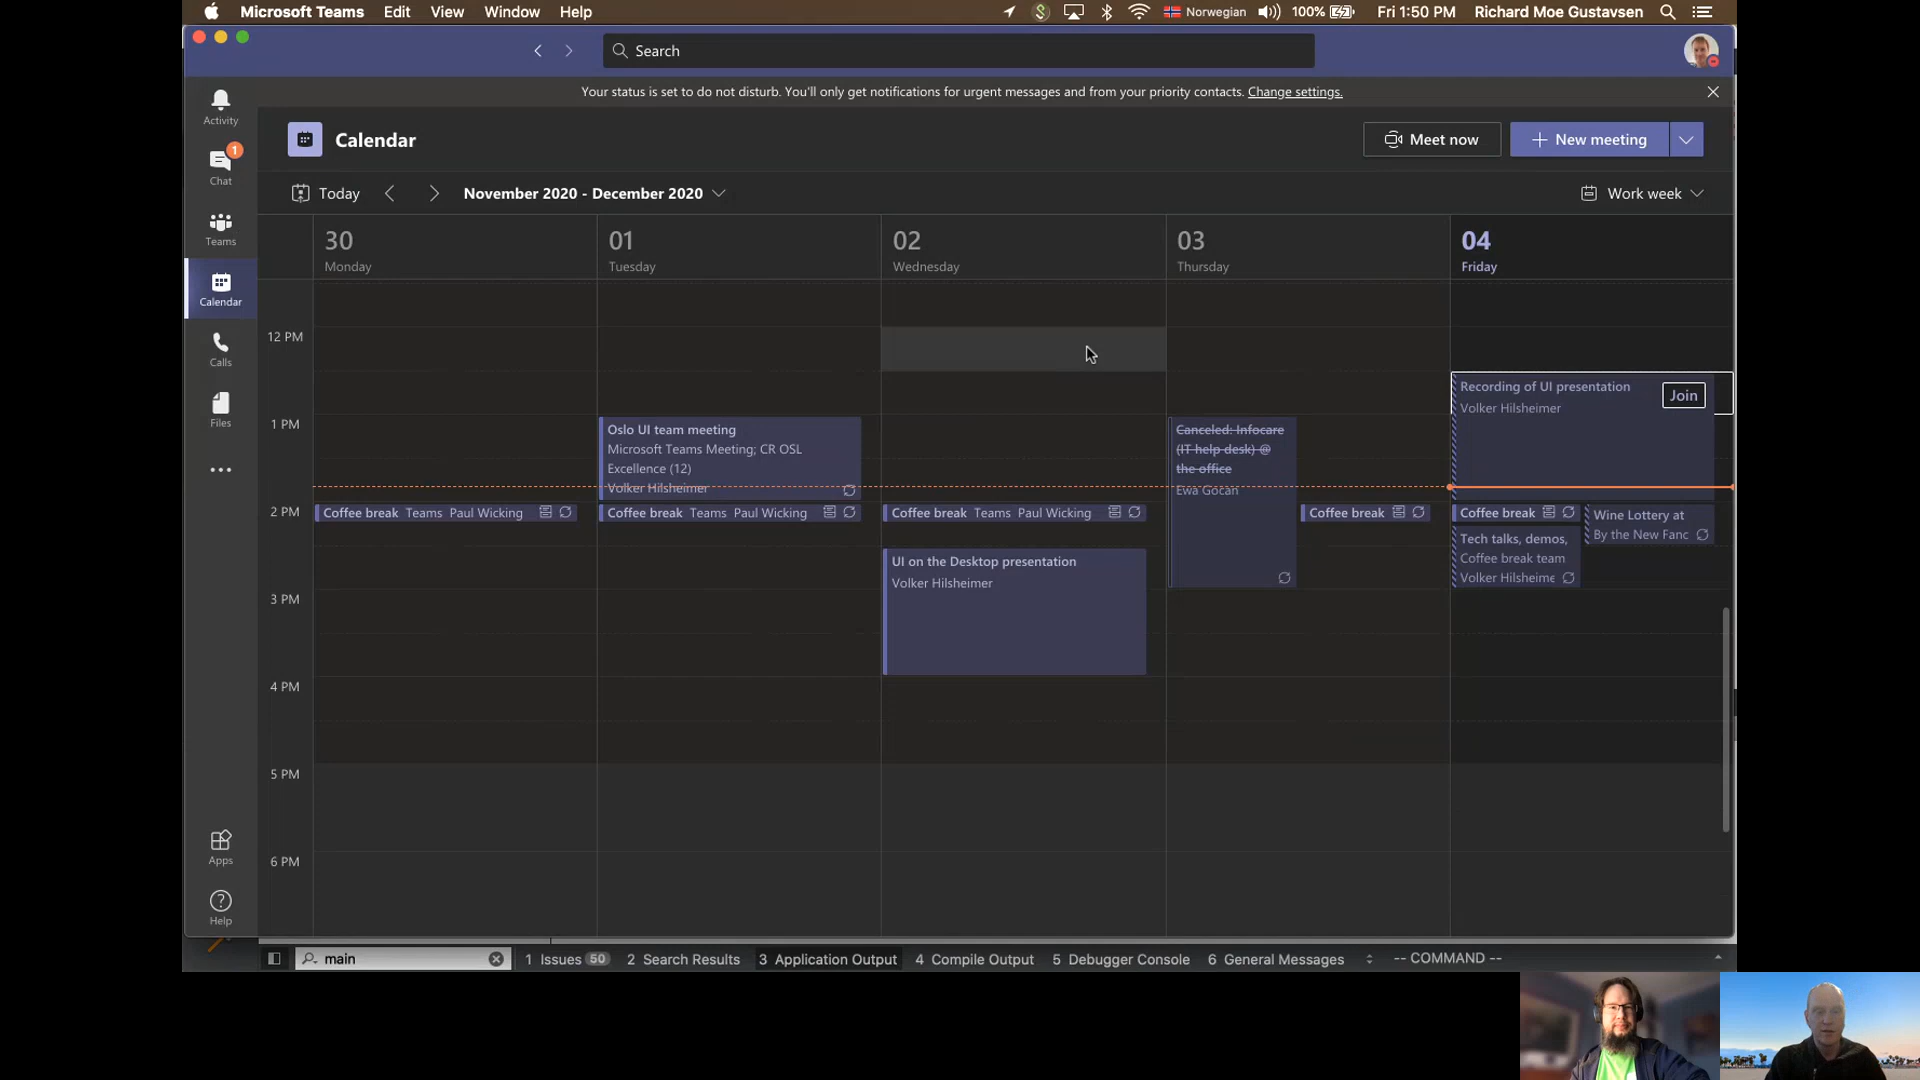 Microsoft Teams Edit View Window Help
Norwegian 100% Fri 1:50 PM Richard Moe Gustavsen
Search
Your status is set to do not disturb. You'll only get notifications for urgent messages and from your priority contacts. Change settings.
Activity
1
Chat
Teams
Calendar
Calls
Files
Apps
Help
Calendar
Meet now
New meeting
Today
November 2020 - December 2020
Work week
30
Monday
01
Tuesday
02
Wednesday
03
Thursday
04
Friday
12 PM
1 PM
2 PM
3 PM
4 PM
5 PM
6 PM
Coffee break Teams Paul Wicking
Oslo UI team meeting
Microsoft Teams Meeting; CR OSL
Excellence (12)
Volker Hilsheimer
Coffee break Teams Paul Wicking
Coffee break Teams Paul Wicking
UI on the Desktop presentation
Volker Hilsheimer
Canceled: Infocare
(IT help desk) @
the office
Ewa Gocan
Coffee break
Recording of UI presentation
Join
Volker Hilsheimer
Coffee break
Wine Lottery at
By the New Fanc
Tech talks, demos,
Coffee break team
Volker Hilsheime
main
1 Issues 50
2 Search Results
3 Application Output
4 Compile Output
5 Debugger Console
6 General Messages
-- COMMAND --